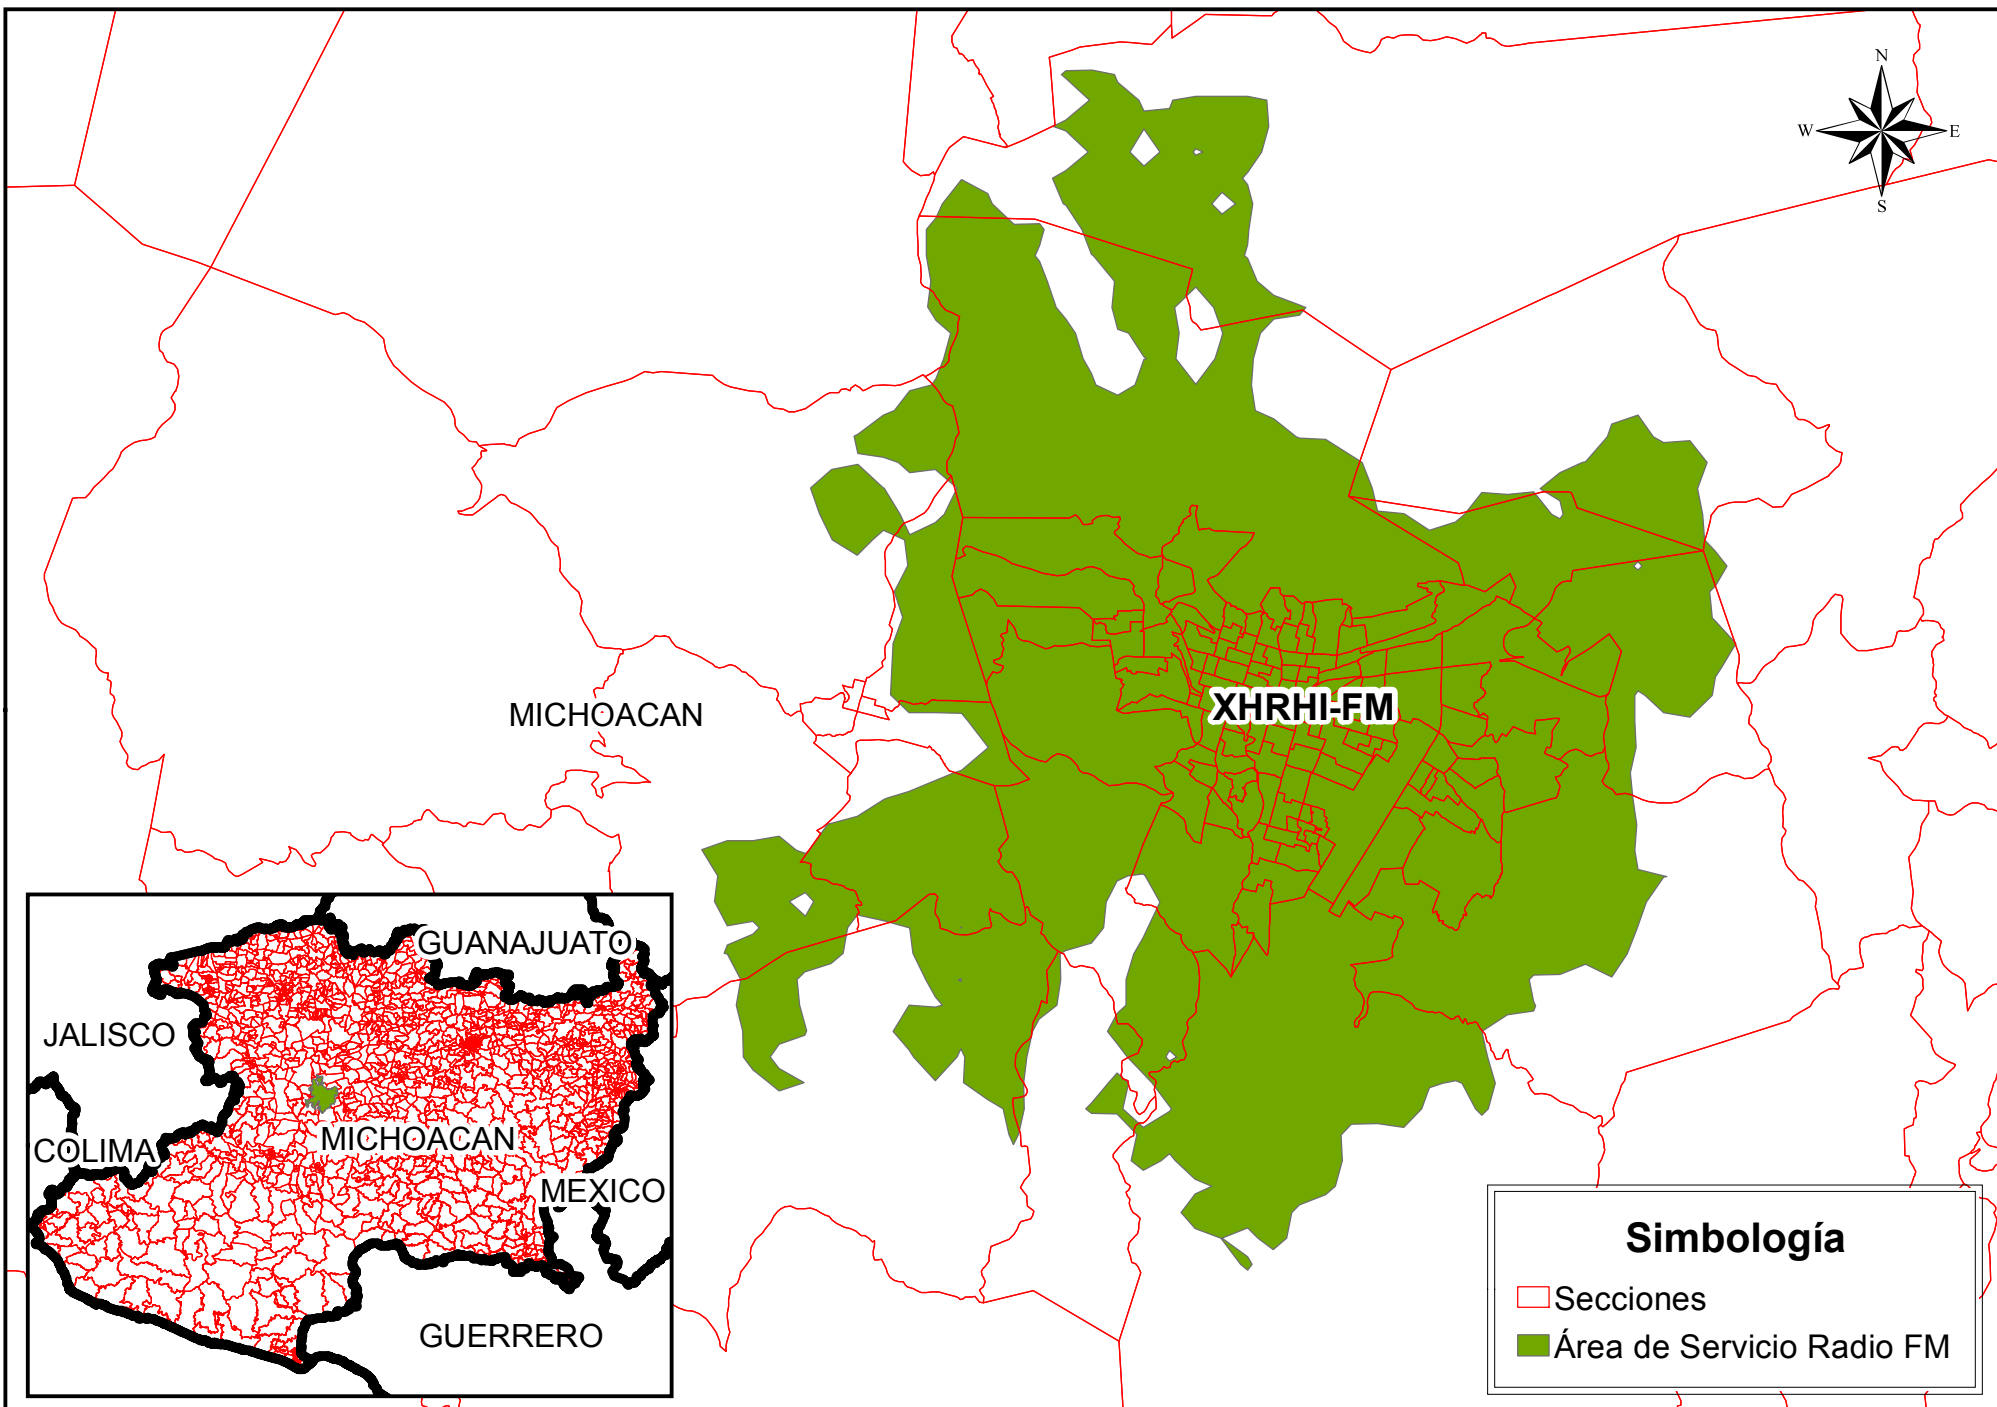 N
W
E
S
MICHOACAN
XHRHI-FM
GUANAJUATO
JALISCO
COLIMA
MICHOACAN
MEXICO
GUERRERO
Simbología
Secciones
Área de Servicio Radio FM